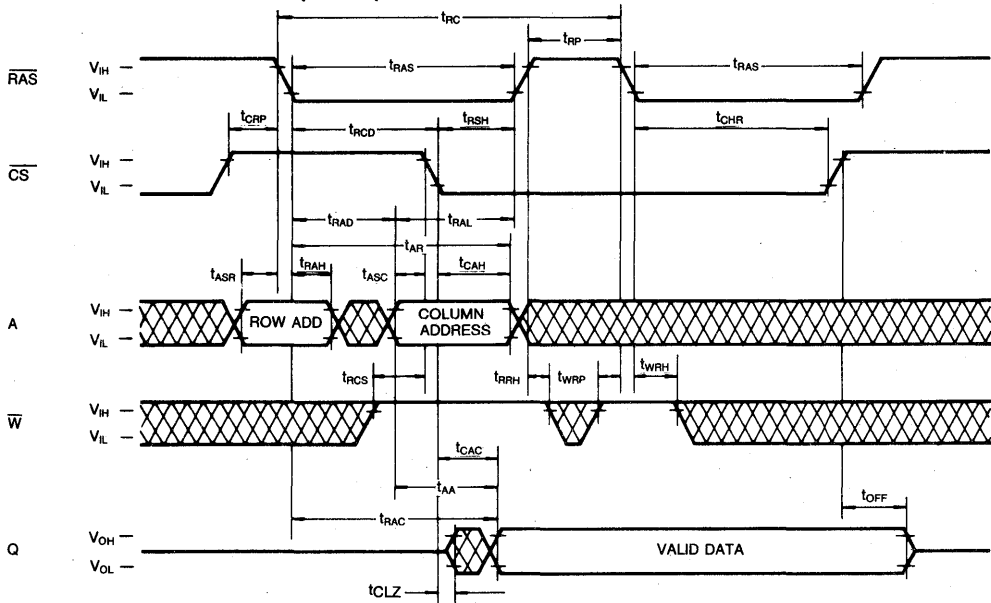 tRC
tRP
RAS
VIH
VIL
tRAS
tRAS
tCRP
tRCD
tRSH
tCHR
CS
VIH
VIL
tRAD
tRAL
tAR
tASR
tRAH
tASC
tCAH
A
VIH
VIL
ROW ADD
COLUMN
ADDRESS
tRCS
tRRH
tWRP
tWRH
W
VIH
VIL
tCAC
tAA
tRAC
tOFF
Q
VOH
VOL
VALID DATA
tCLZ